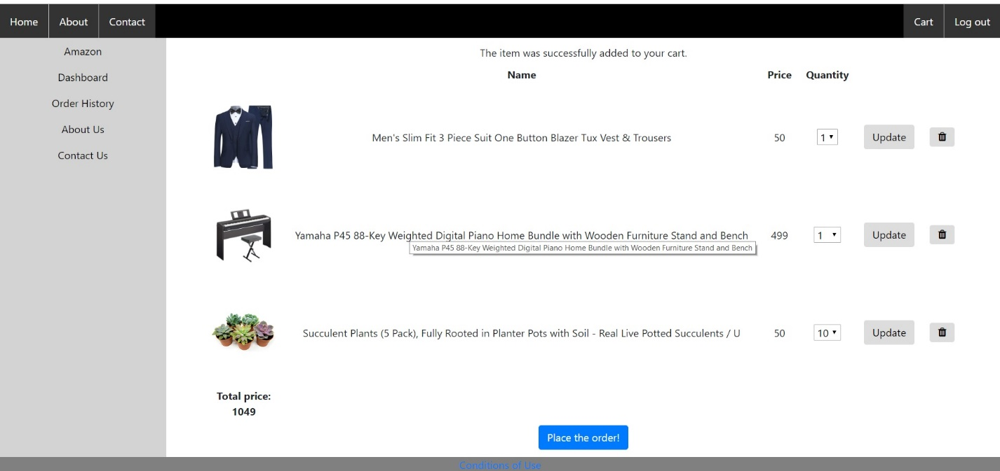 Home About Contact Cart Log out
Amazon
Dashboard
Order History
About Us
Contact Us
The item was successfully added to your cart.
Name Price Quantity
Men's Slim Fit 3 Piece Suit One Button Blazer Tux Vest & Trousers 50 1 Update
Yamaha P45 88-Key Weighted Digital Piano Home Bundle with Wooden Furniture Stand and Bench 499 1 Update
Yamaha P45 88-Key Weighted Digital Piano Home Bundle with Wooden Furniture Stand and Bench
Succulent Plants (5 Pack), Fully Rooted in Planter Pots with Soil - Real Live Potted Succulents / U 50 10 Update
Total price:
1049
Place the order!
Conditions of Use